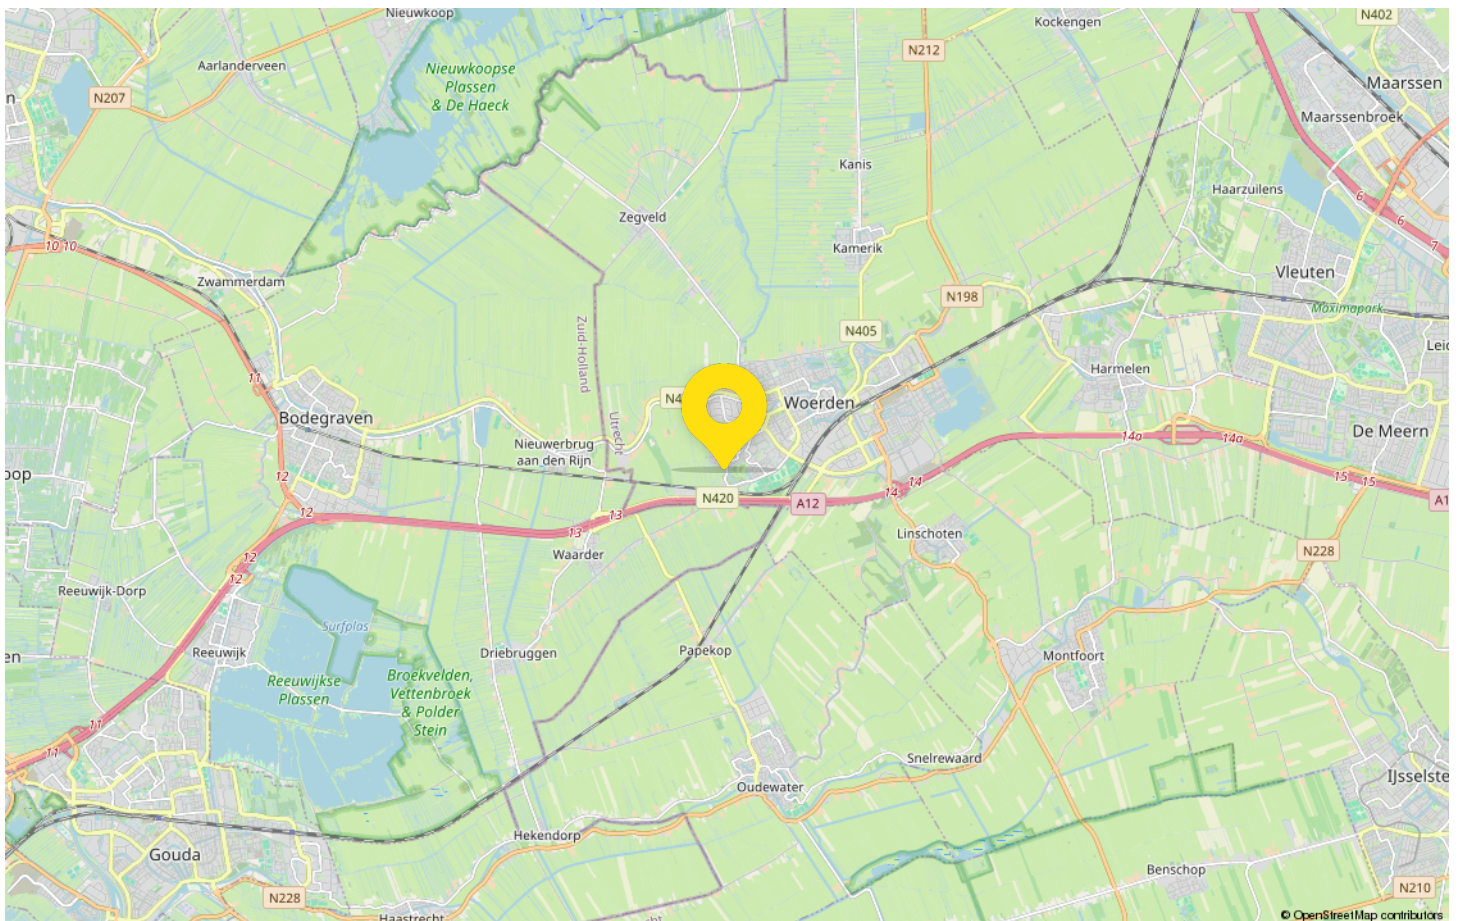 Nieuwkoop
N402
Kockengen
N212
Aarlanderveen
Nieuwkoopse
Plassen
& De Haeck
N207
Maarssen
Maarssenbroek
Kanis
Haarzuilens
6
6
7
Zegveld
Kamerik
10 10
Zwammerdam
Vleuten
N198
Maximapark
Zuid-Holland
N405
Harmelen
11
Woerden
Bodegraven
Utrecht
Nieuwerbrug
aan den Rijn
14a
14a
De Meern
12
N420
A12
14
14
15
15
12
13
13
Linschoten
Waarder
N228
12
12
Reeuwijk-Dorp
Surfplas
Reeuwijk
Driebruggen
Papekop
Montfoort
Reeuwijkse
Plassen
Broekvelden,
Vettenbroek
& Polder
Stein
11
11
Snelrewaard
Oudewater
Hekendorp
Gouda
Benschop
N228
N210
Haastrecht
© OpenStreetMap contributors